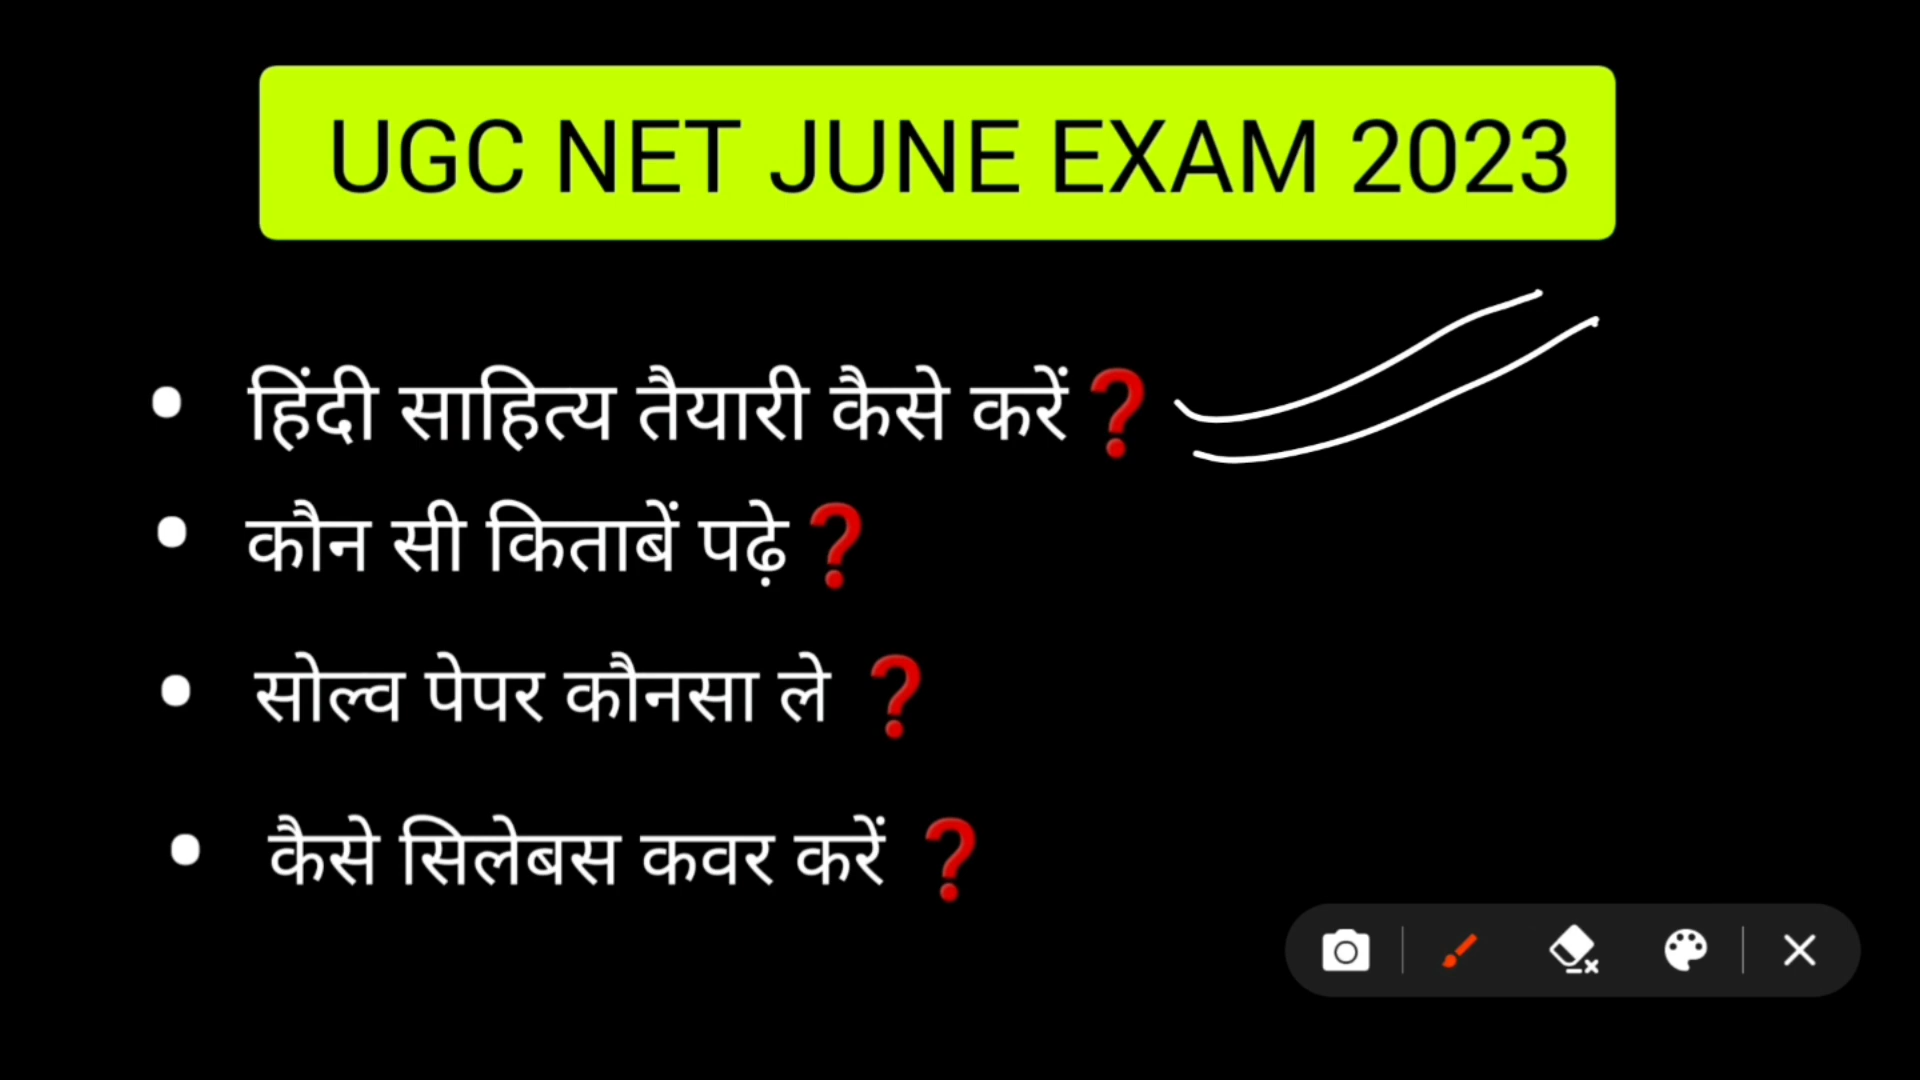 UGC NET JUNE EXAM 2023
• हिंदी साहित्य तैयारी कैसे करें❓
• कौन सी किताबें पढ़े❓
• सोल्व पेपर कौनसा ले ❓
• कैसे सिलेबस कवर करें ❓